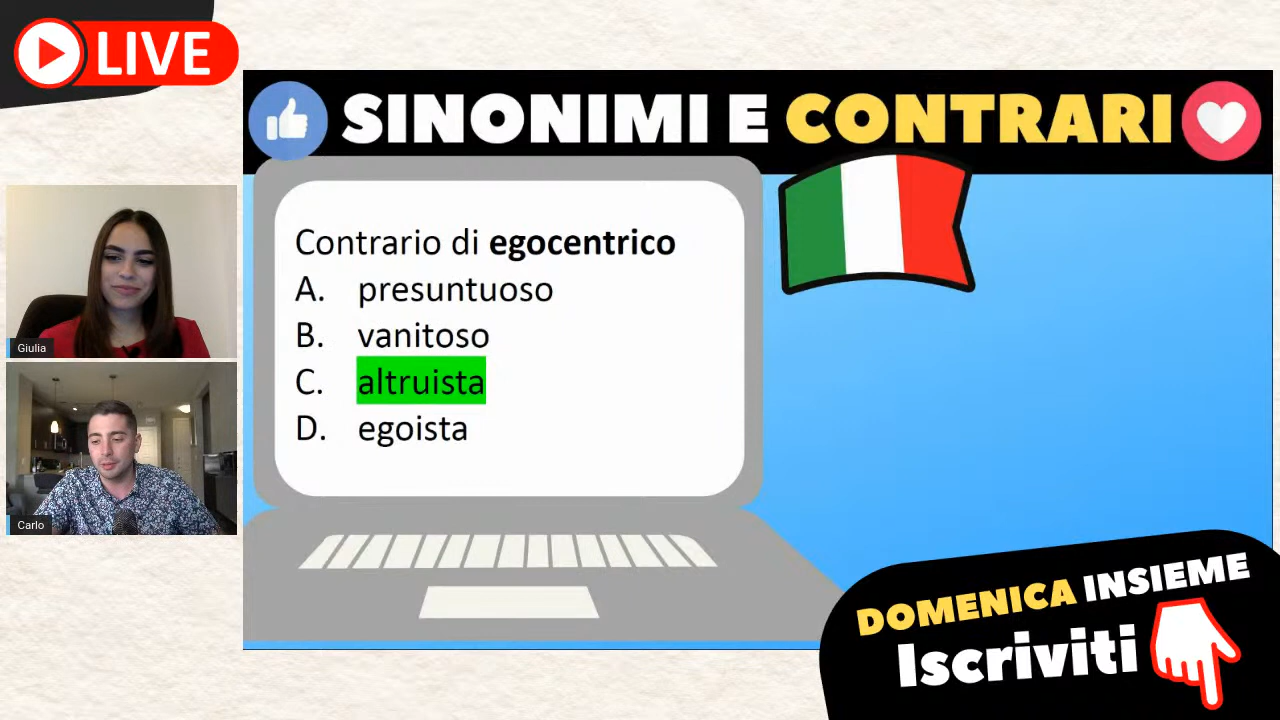 LIVE
SINONIMI E CONTRARI
Contrario di egocentrico
A. presuntuoso
B. vanitoso
C. altruista
D. egoista
Giulia
Carlo
DOMENICA INSIEME
Iscriviti